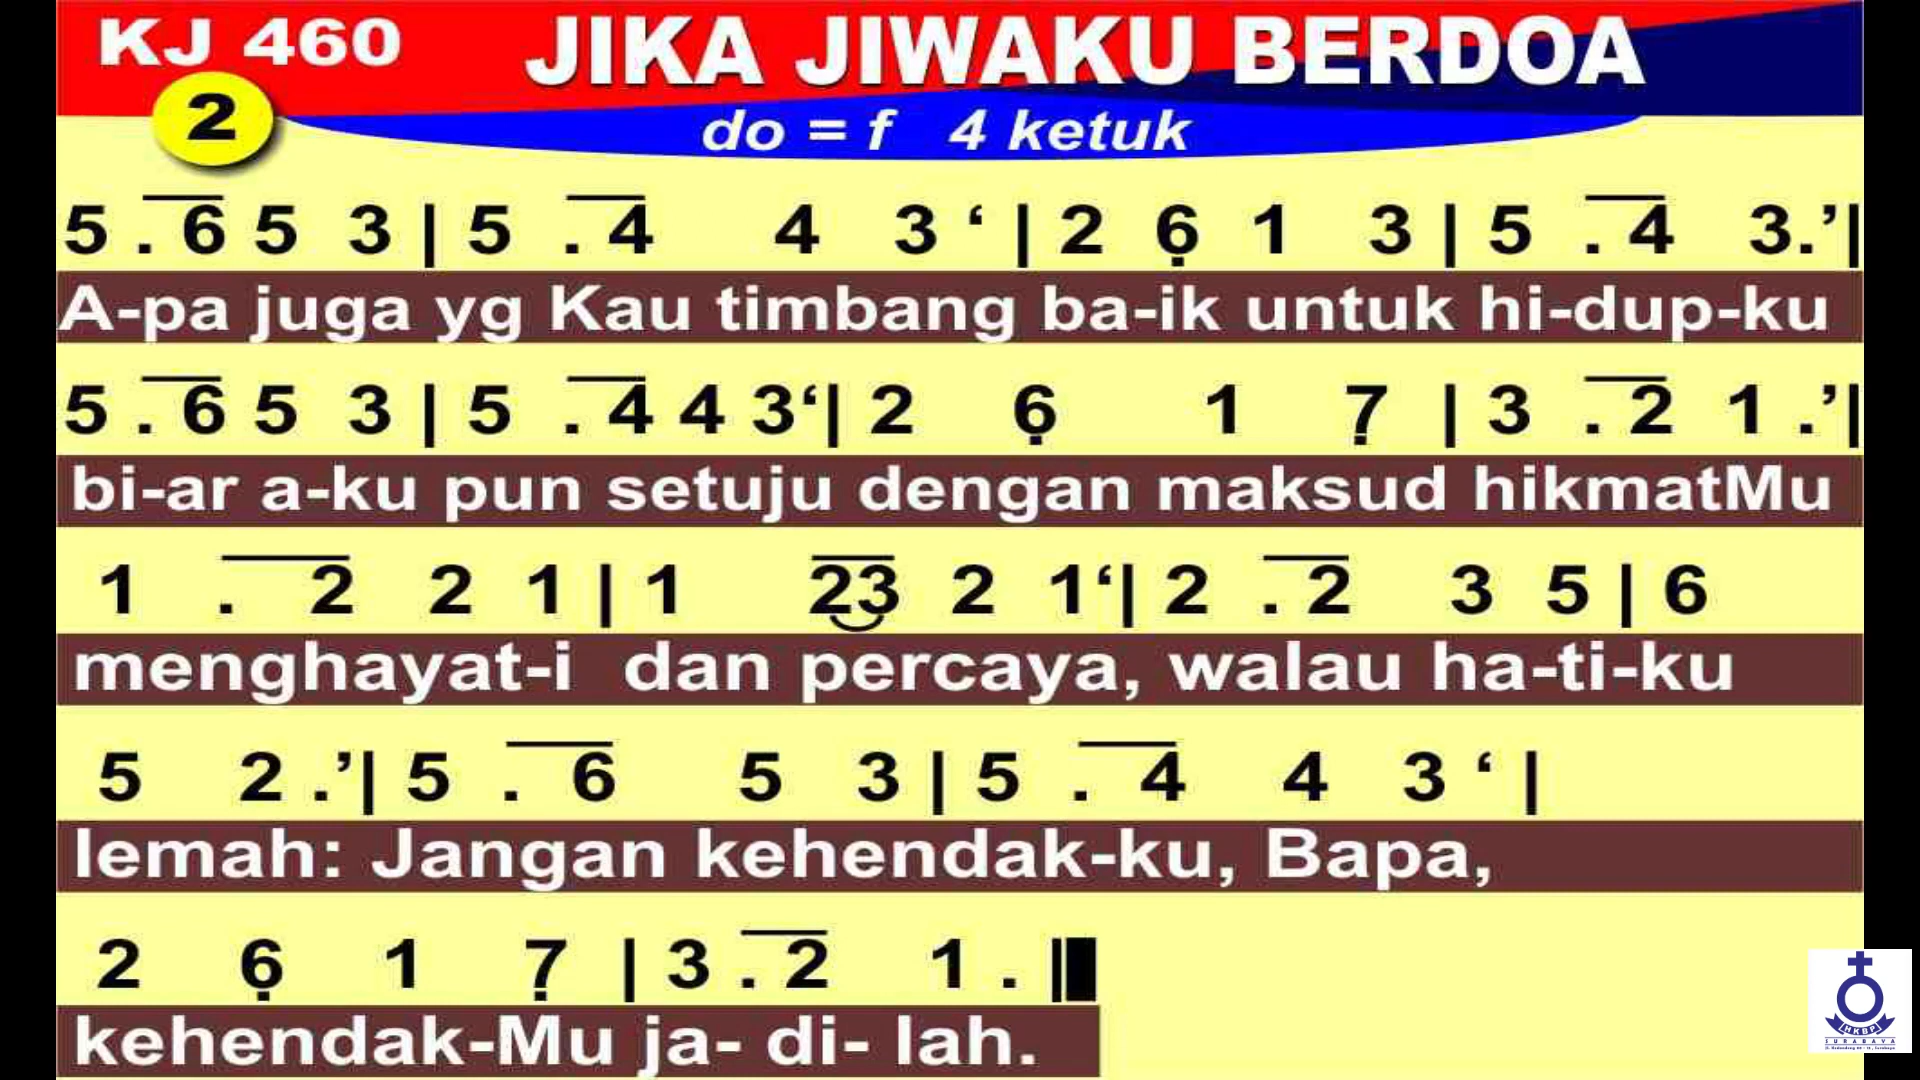 KJ 460 JIKA JIWAKU BERDOA
2
do = f 4 ketuk
5 . 6 5 3 | 5 . 4 4 3 ‘ | 2 6̣ 1 3 | 5 . 4 3.’|
A-pa juga yg Kau timbang ba-ik untuk hi-dup-ku
5 . 6 5 3 | 5 . 4 4 3‘| 2 6̣ 1 7̣ | 3 . 2 1 .’|
bi-ar a-ku pun setuju dengan maksud hikmatMu
1 . 2 2 1 | 1 23 2 1‘| 2 . 2 3 5 | 6
menghayat-i dan percaya, walau ha-ti-ku
5 2 .’| 5 . 6 5 3 | 5 . 4 4 3 ‘ |
lemah: Jangan kehendak-ku, Bapa,
2 6̣ 1 7̣ | 3 . 2 1 . ||
kehendak-Mu ja- di- lah.
HKBP